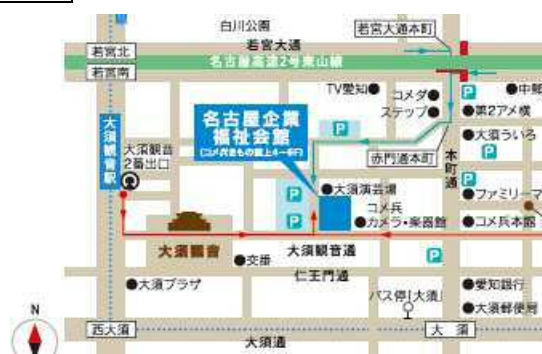 白川公園
若宮大通本町
若宮北
若宮大通
名古屋高速2号東山線
若宮南
TV愛知
コメダ
P
ステップ
第2アメ横
名古屋企業
福祉会館
(コメ兵きもの館上4～6F)
P
大須ういろ
P
大須観音駅
大須観音
2番出口
赤門通本町
本町通
P
大須演芸場
P
ファミリーマ
P
コメ兵
カメラ・楽器館
コメ兵本館
大須観音
交番
大須観音通
P
仁王門通
大須プラザ
愛知銀行
バス停「大須」
大須郵便局
N
西大須
大須
大須通